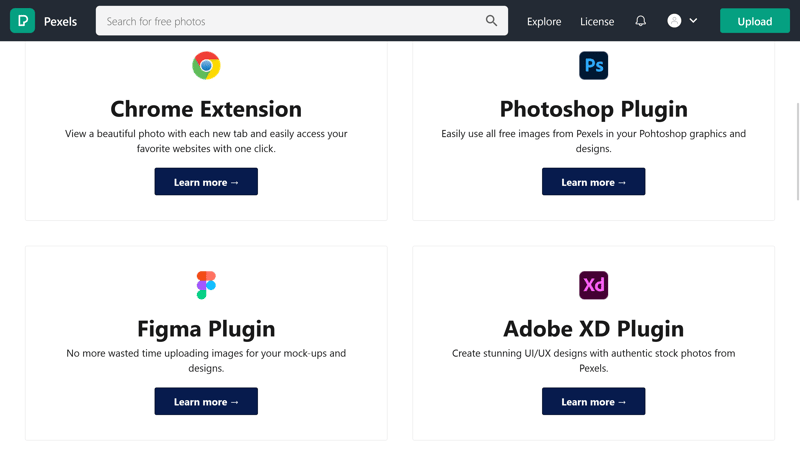 Pexels
Search for free photos
Explore
License
Upload
Chrome Extension
View a beautiful photo with each new tab and easily access your
favorite websites with one click.
Learn more →
Ps
Photoshop Plugin
Easily use all free images from Pexels in your Pohtoshop graphics and
designs.
Learn more →
Figma Plugin
No more wasted time uploading images for your mock-ups and
designs.
Learn more →
Xd
Adobe XD Plugin
Create stunning UI/UX designs with authentic stock photos from
Pexels.
Learn more →